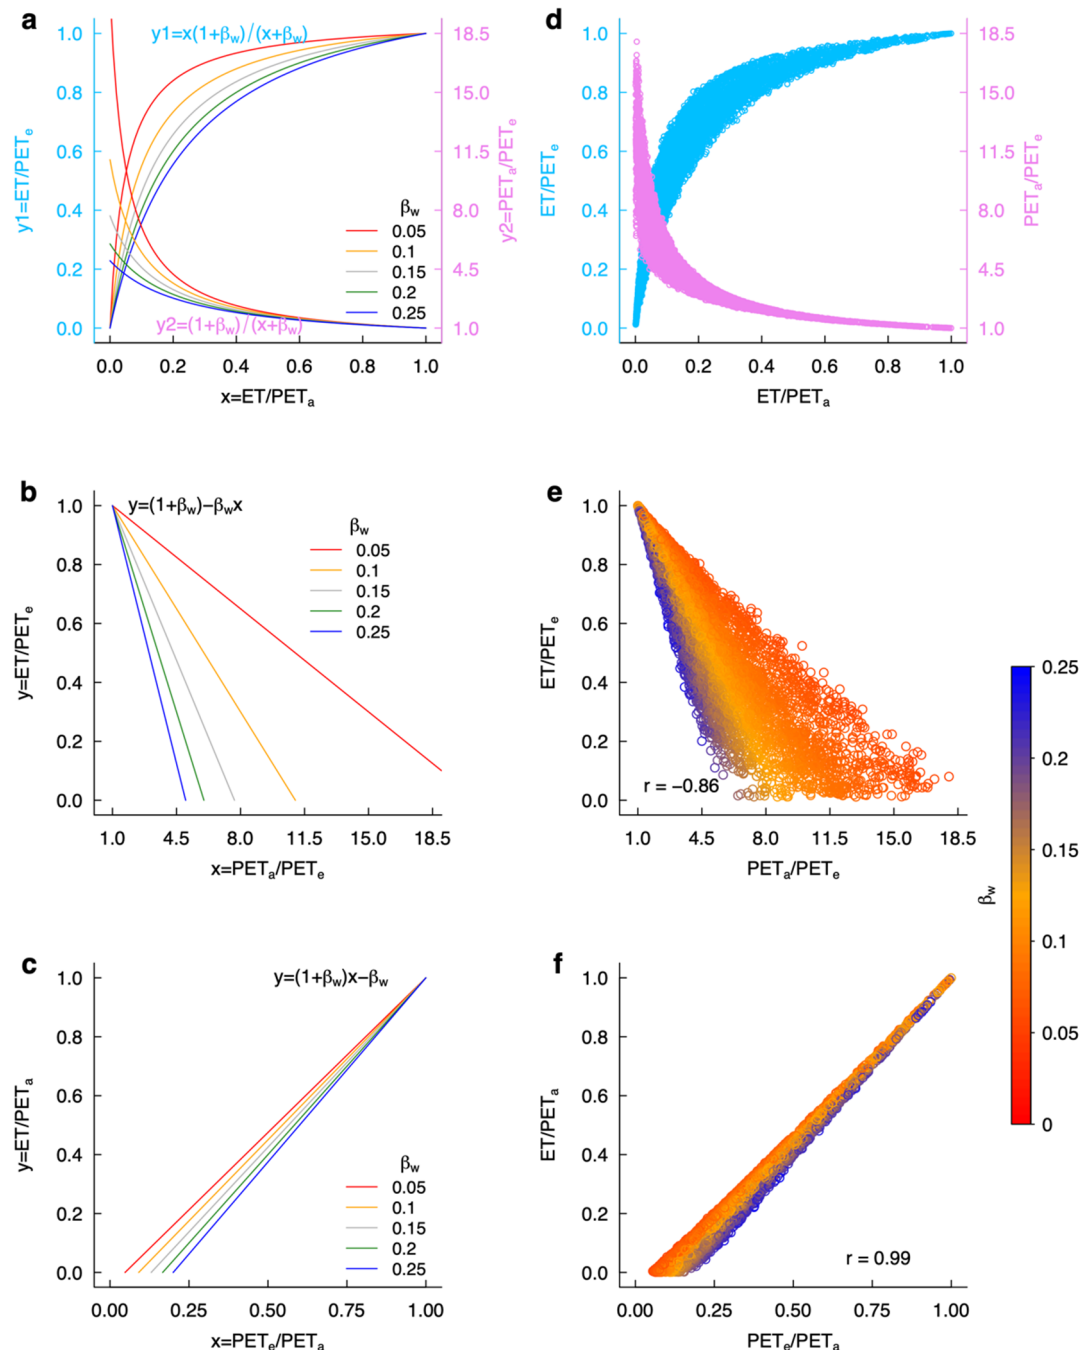 a
y1=x(1+βw)/(x+βw)
1.0
0.8
0.6
0.4
0.2
0.0
y1=ET/PETe
18.5
15.0
11.5
8.0
4.5
1.0
y2=PETa/PETe
βw
0.05
0.1
0.15
0.2
0.25
y2=(1+βw)/(x+βw)
0.0 0.2 0.4 0.6 0.8 1.0
x=ET/PETa
d
1.0
0.8
0.6
0.4
0.2
0.0
ET/PETe
18.5
15.0
11.5
8.0
4.5
1.0
PETa/PETe
0.0 0.2 0.4 0.6 0.8 1.0
ET/PETa
b
y=(1+βw)−βwx
1.0
0.8
0.6
0.4
0.2
0.0
y=ET/PETe
βw
0.05
0.1
0.15
0.2
0.25
1.0 4.5 8.0 11.5 15.0 18.5
x=PETa/PETe
e
1.0
0.8
0.6
0.4
0.2
0.0
ET/PETe
r = −0.86
1.0 4.5 8.0 11.5 15.0 18.5
PETa/PETe
0.25
0.2
0.15
0.1
0.05
0
βw
c
y=(1+βw)x−βw
1.0
0.8
0.6
0.4
0.2
0.0
y=ET/PETa
βw
0.05
0.1
0.15
0.2
0.25
0.00 0.25 0.50 0.75 1.00
x=PETe/PETa
f
1.0
0.8
0.6
0.4
0.2
0.0
ET/PETa
r = 0.99
0.00 0.25 0.50 0.75 1.00
PETe/PETa